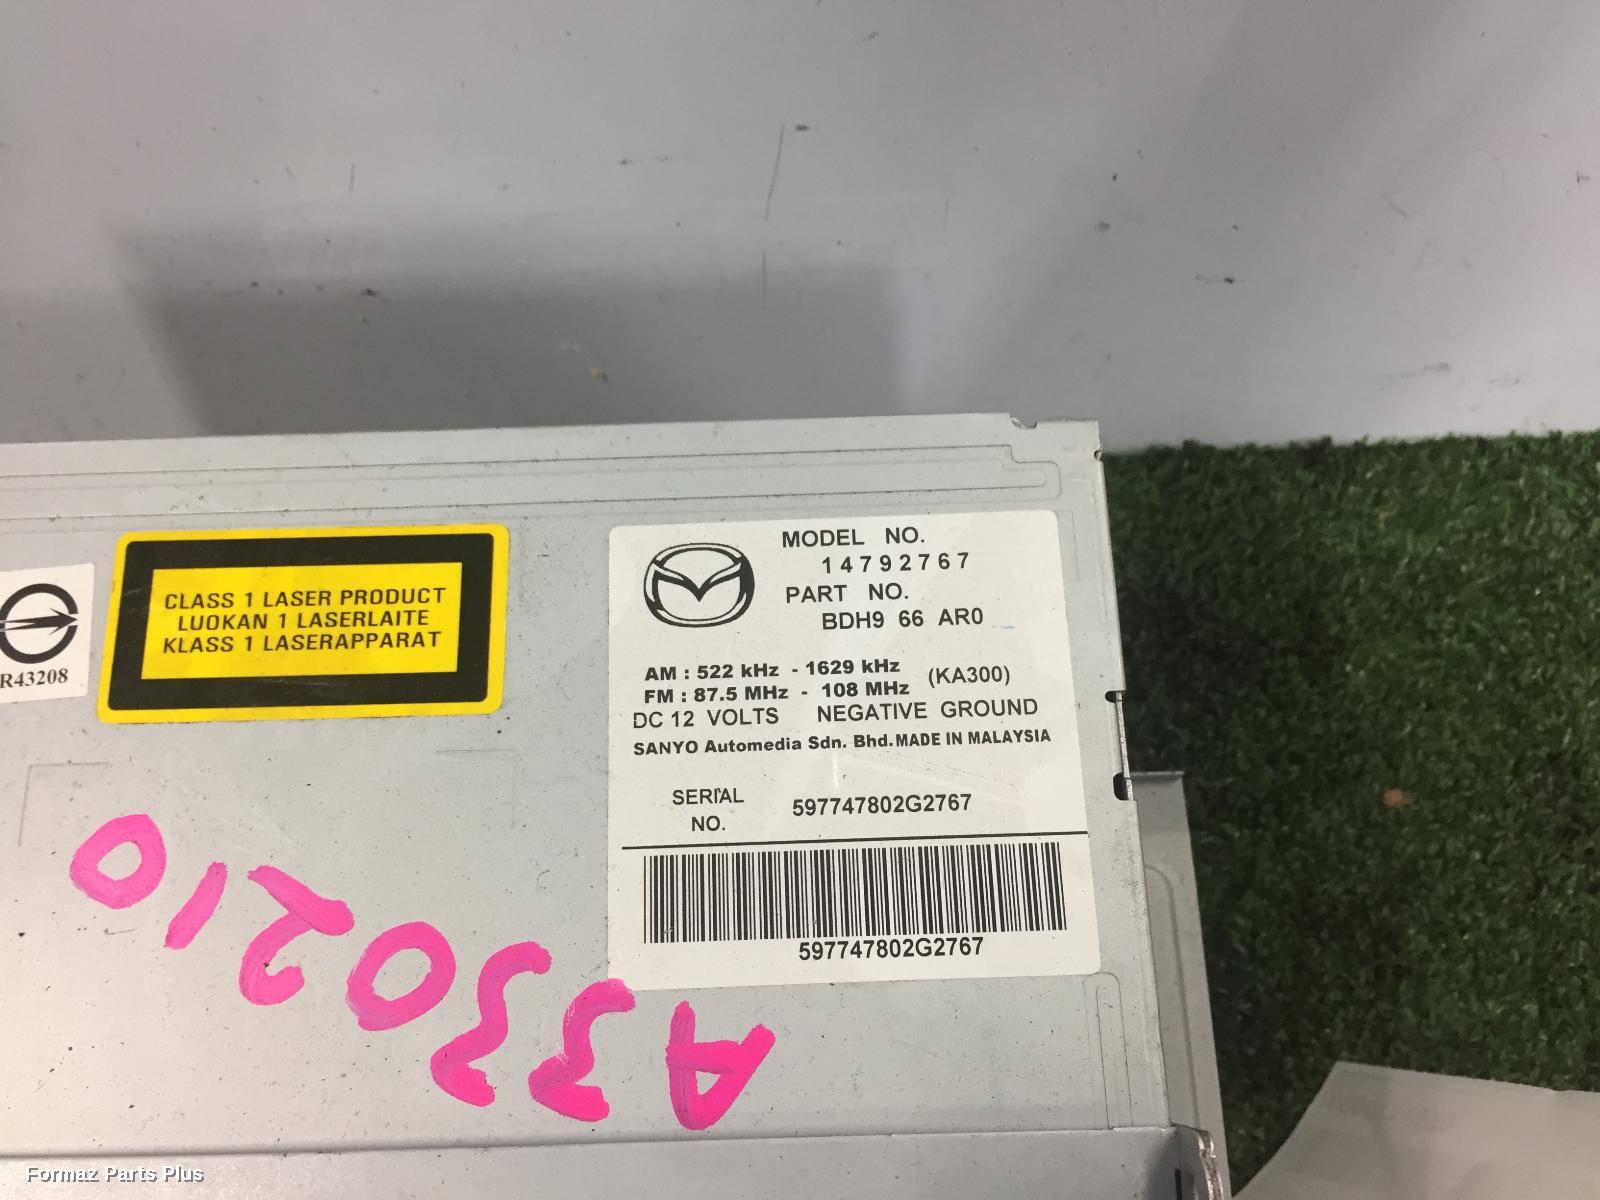 MODEL NO.
14792767
PART NO.
BDH9 66 AR0
AM : 522 kHz - 1629 kHz (KA300)
FM : 87.5 MHz - 108 MHz
DC 12 VOLTS NEGATIVE GROUND
SANYO Automedia Sdn. Bhd. MADE IN MALAYSIA
SERIAL NO. 597747802G2767
597747802G2767
CLASS 1 LASER PRODUCT
LUOKAN 1 LASERLAITE
KLASS 1 LASERAPPARAT
R43208
A330210
Formaz Parts Plus